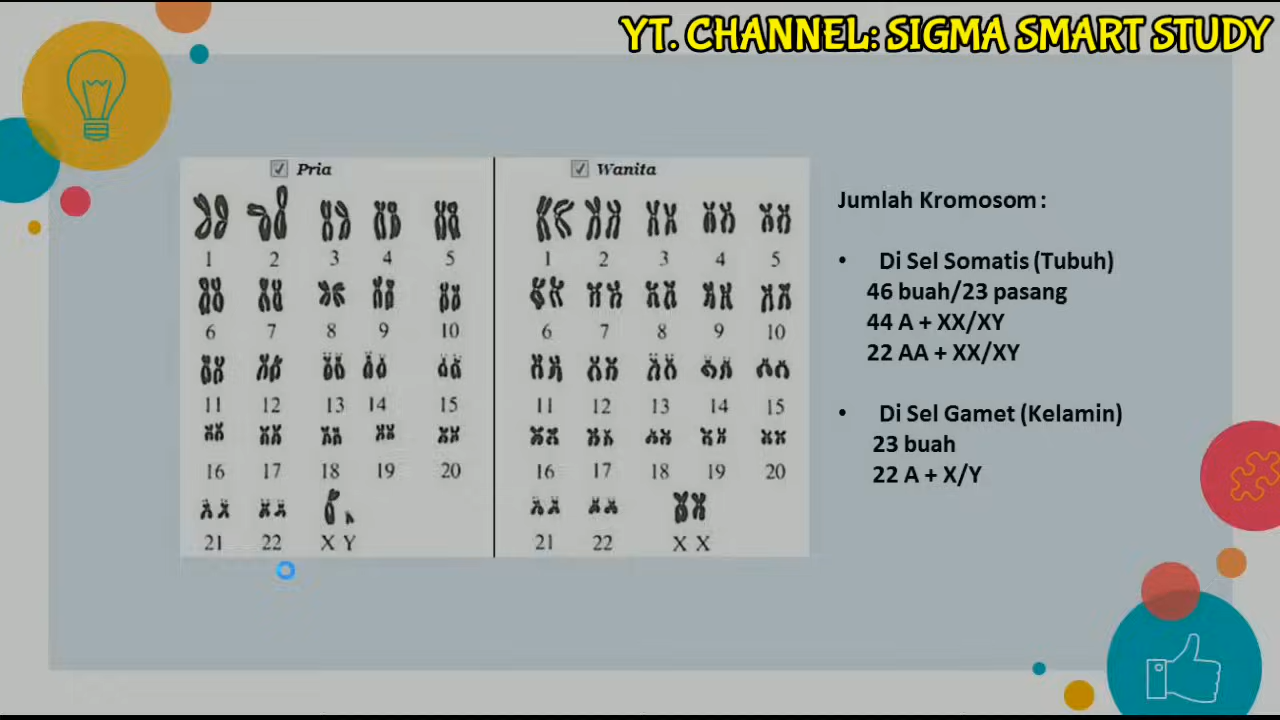 YT. CHANNEL: SIGMA SMART STUDY
Pria
1 2 3 4 5
6 7 8 9 10
11 12 13 14 15
16 17 18 19 20
21 22 X Y
Wanita
1 2 3 4 5
6 7 8 9 10
11 12 13 14 15
16 17 18 19 20
21 22 X X
Jumlah Kromosom :
• Di Sel Somatis (Tubuh)
46 buah/23 pasang
44 A + XX/XY
22 AA + XX/XY
• Di Sel Gamet (Kelamin)
23 buah
22 A + X/Y